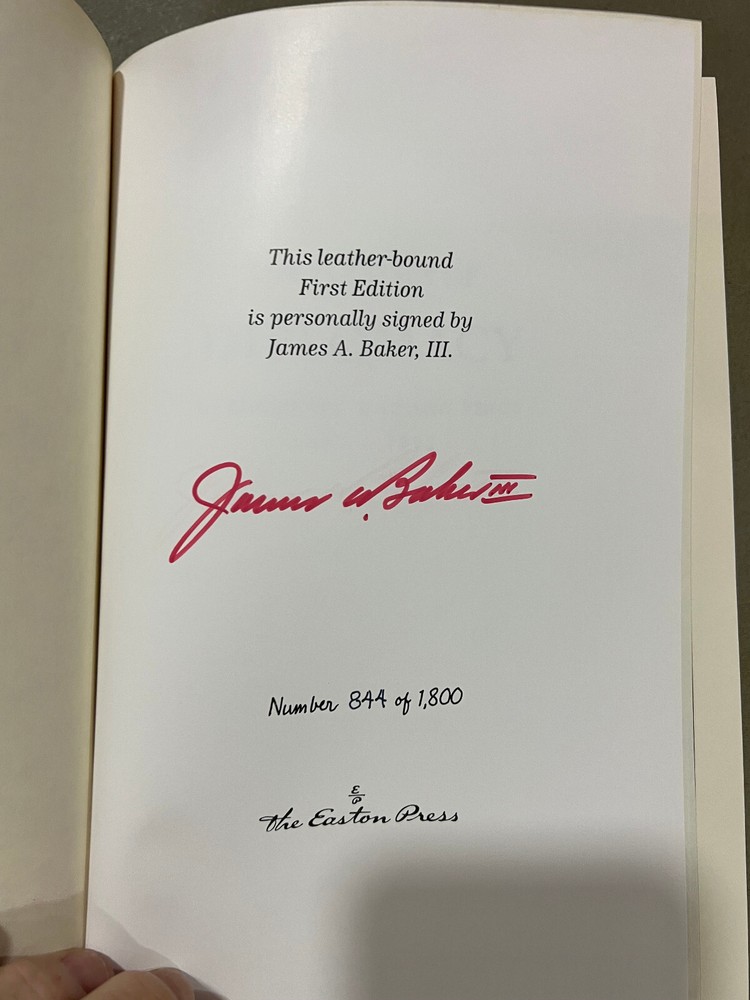 This leather-bound
First Edition
is personally signed by
James A. Baker, III.
James A. Baker III
Number 844 of 1,800
E
P
The Easton Press